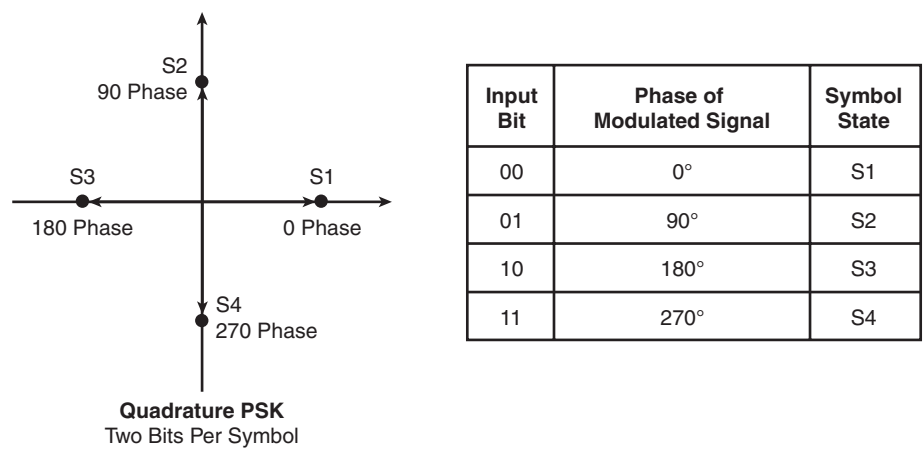 S2
90 Phase
S3
S1
180 Phase
0 Phase
S4
270 Phase
Quadrature PSK
Two Bits Per Symbol
Input Bit
Phase of Modulated Signal
Symbol State
00 0° S1
01 90° S2
10 180° S3
11 270° S4